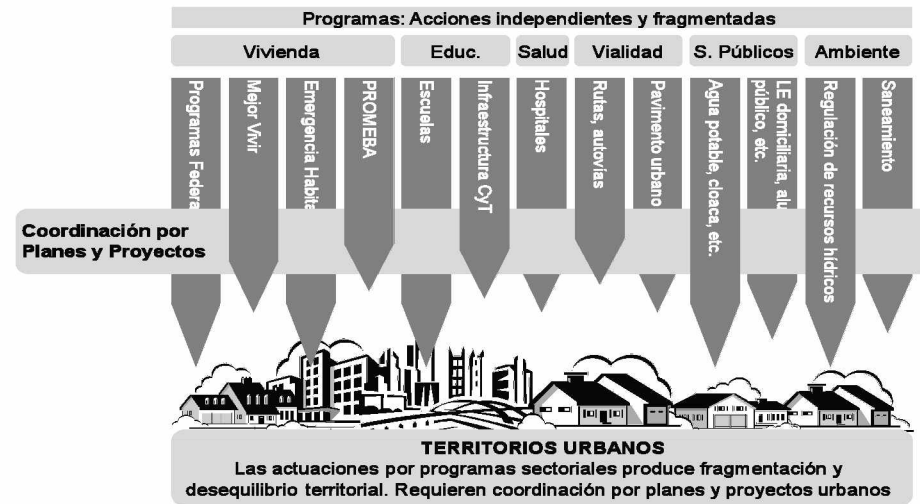 Programas: Acciones independientes y fragmentadas
Vivienda
Educ.
Salud
Vialidad
S. Públicos
Ambiente
Programas Federa
Mejor Vivir
Emergencia Habita
PROMEBA
Escuelas
Infraestructura CyT
Hospitales
Rutas, autovías
Pavimento urbano
Agua potable, cloaca, etc.
LE domiciliaria, alu
público, etc.
Regulación de recursos hídricos
Saneamiento
Coordinación por
Planes y Proyectos
TERRITORIOS URBANOS
Las actuaciones por programas sectoriales produce fragmentación y
desequilibrio territorial. Requieren coordinación por planes y proyectos urbanos